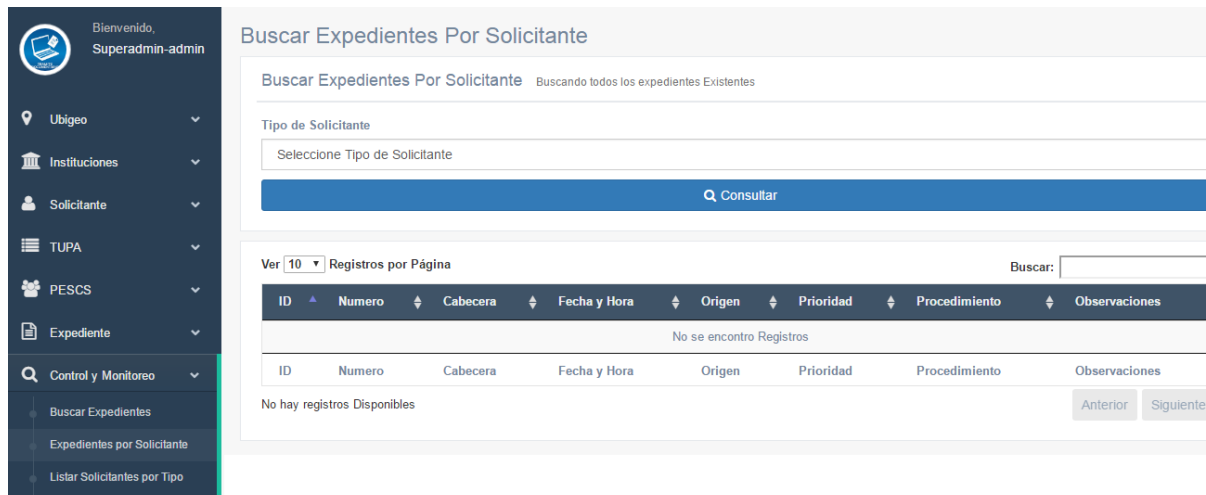 Bienvenido,
Superadmin-admin
Ubigeo
Instituciones
Solicitante
TUPA
PESCS
Expediente
Control y Monitoreo
Buscar Expedientes
Expedientes por Solicitante
Listar Solicitantes por Tipo
Buscar Expedientes Por Solicitante
Buscar Expedientes Por Solicitante Buscando todos los expedientes Existentes
Tipo de Solicitante
Seleccione Tipo de Solicitante
Consultar
Ver 10 Registros por Página Buscar:
ID Numero Cabecera Fecha y Hora Origen Prioridad Procedimiento Observaciones
No se encontro Registros
ID Numero Cabecera Fecha y Hora Origen Prioridad Procedimiento Observaciones
No hay registros Disponibles Anterior Siguiente